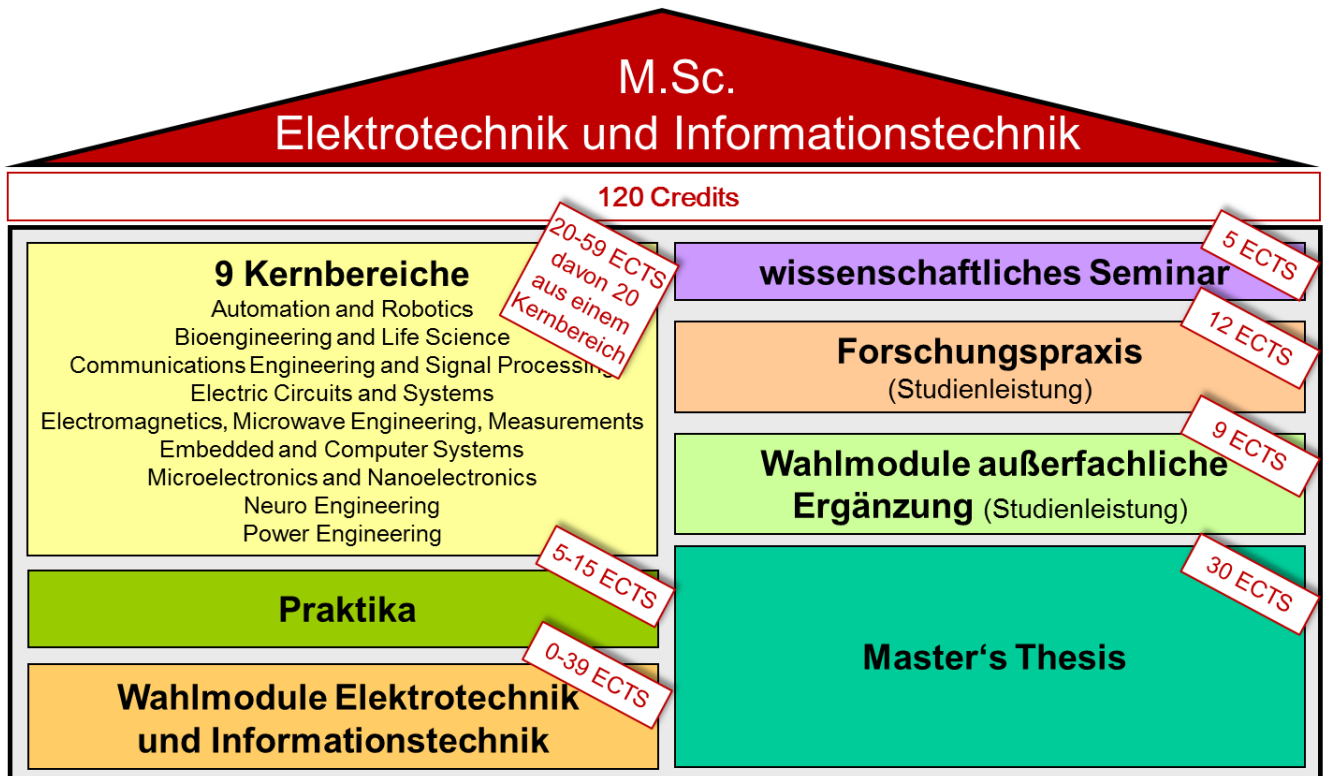 M.Sc.
Elektrotechnik und Informationstechnik
120 Credits
9 Kernbereiche
Automation and Robotics
Bioengineering and Life Science
Communications Engineering and Signal Processing
Electric Circuits and Systems
Electromagnetics, Microwave Engineering, Measurements
Embedded and Computer Systems
Microelectronics and Nanoelectronics
Neuro Engineering
Power Engineering
20-59 ECTS
davon 20
aus einem
Kernbereich
Praktika
5-15 ECTS
Wahlmodule Elektrotechnik
und Informationstechnik
0-39 ECTS
wissenschaftliches Seminar
5 ECTS
Forschungspraxis
(Studienleistung)
12 ECTS
Wahlmodule außerfachliche
Ergänzung (Studienleistung)
9 ECTS
Master‘s Thesis
30 ECTS